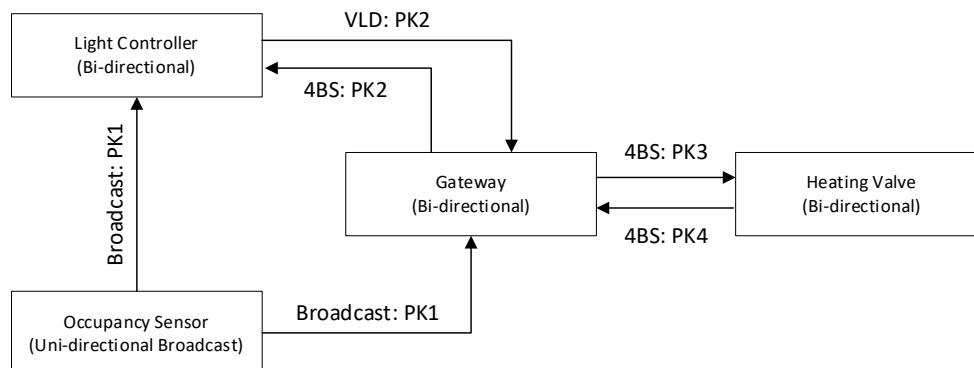 Light Controller
(Bi-directional)
VLD: PK2
4BS: PK2
Broadcast: PK1
Gateway
(Bi-directional)
4BS: PK3
4BS: PK4
Heating Valve
(Bi-directional)
Occupancy Sensor
(Uni-directional Broadcast)
Broadcast: PK1